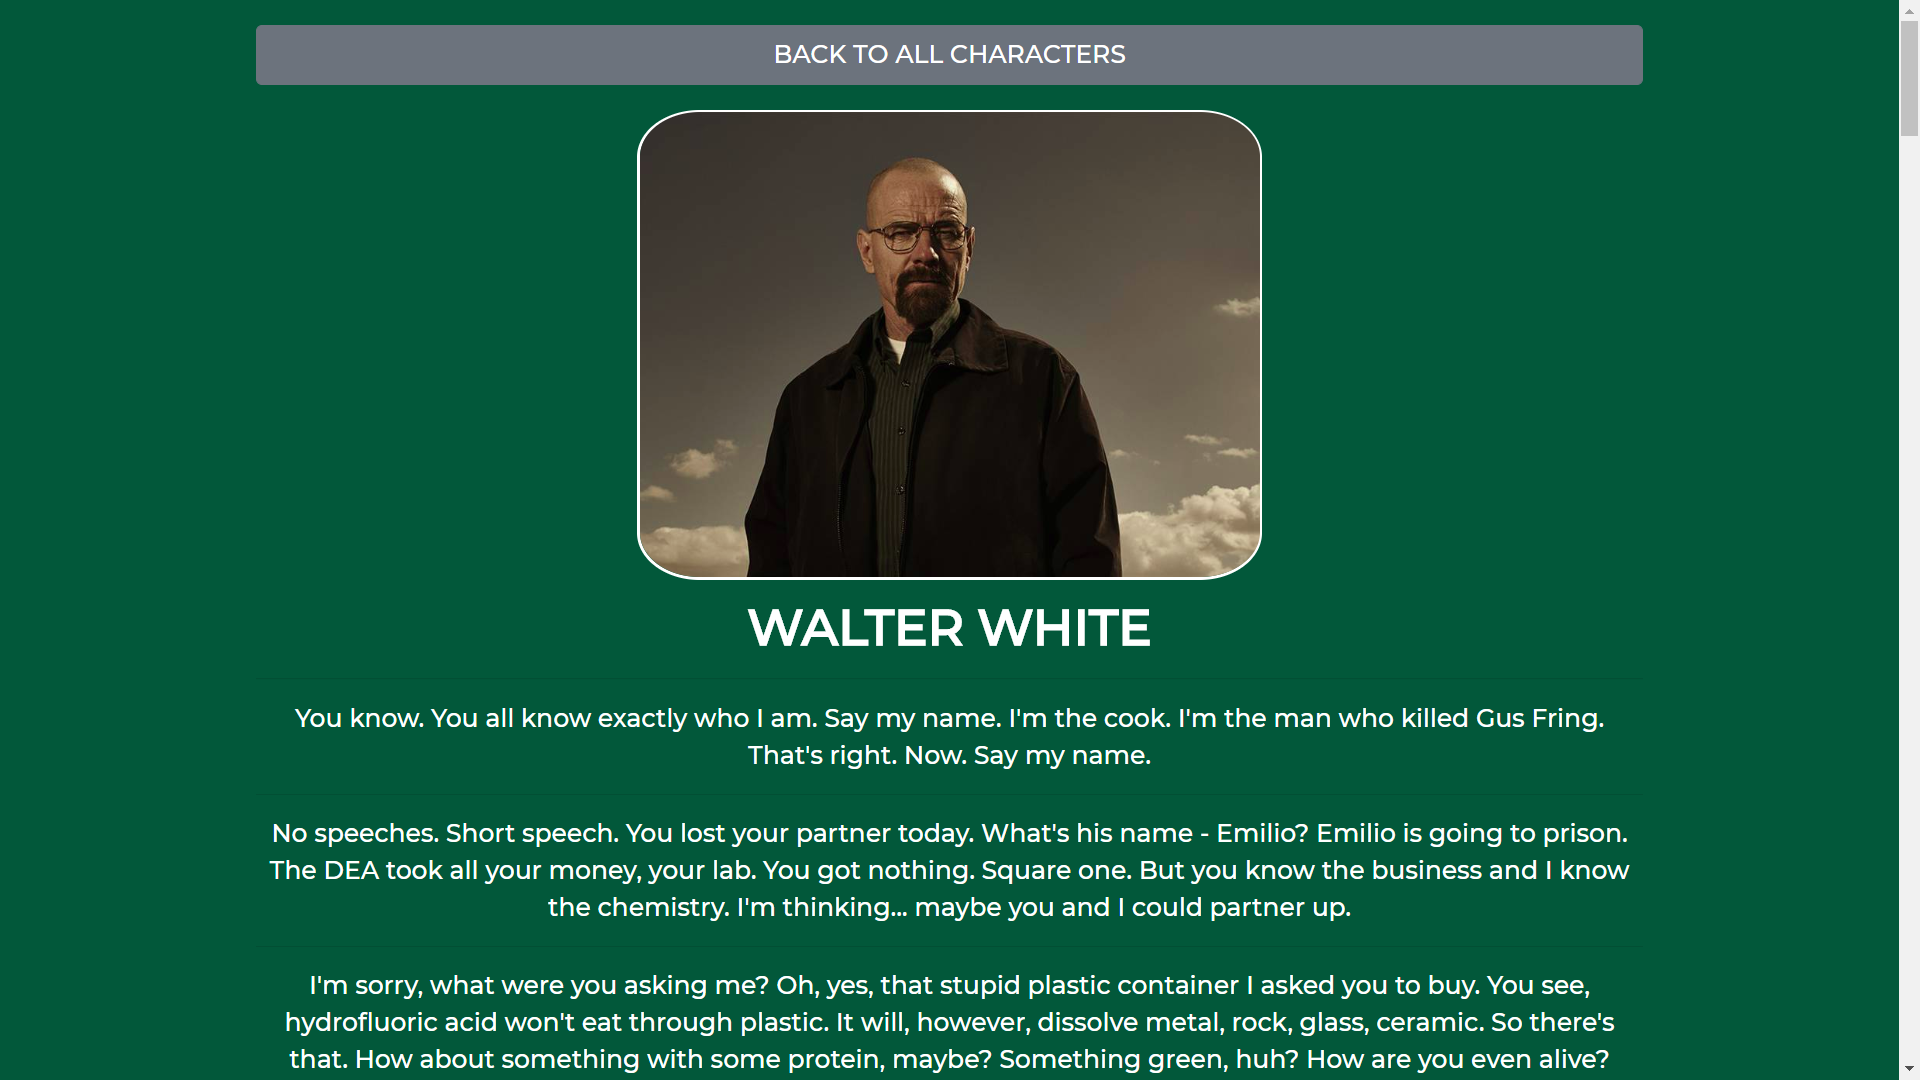 BACK TO ALL CHARACTERS
WALTER WHITE
You know. You all know exactly who I am. Say my name. I'm the cook. I'm the man who killed Gus Fring.
That's right. Now. Say my name.
No speeches. Short speech. You lost your partner today. What's his name - Emilio? Emilio is going to prison.
The DEA took all your money, your lab. You got nothing. Square one. But you know the business and I know
the chemistry. I'm thinking... maybe you and I could partner up.
I'm sorry, what were you asking me? Oh, yes, that stupid plastic container I asked you to buy. You see,
hydrofluoric acid won't eat through plastic. It will, however, dissolve metal, rock, glass, ceramic. So there's
that. How about something with some protein, maybe? Something green, huh? How are you even alive?